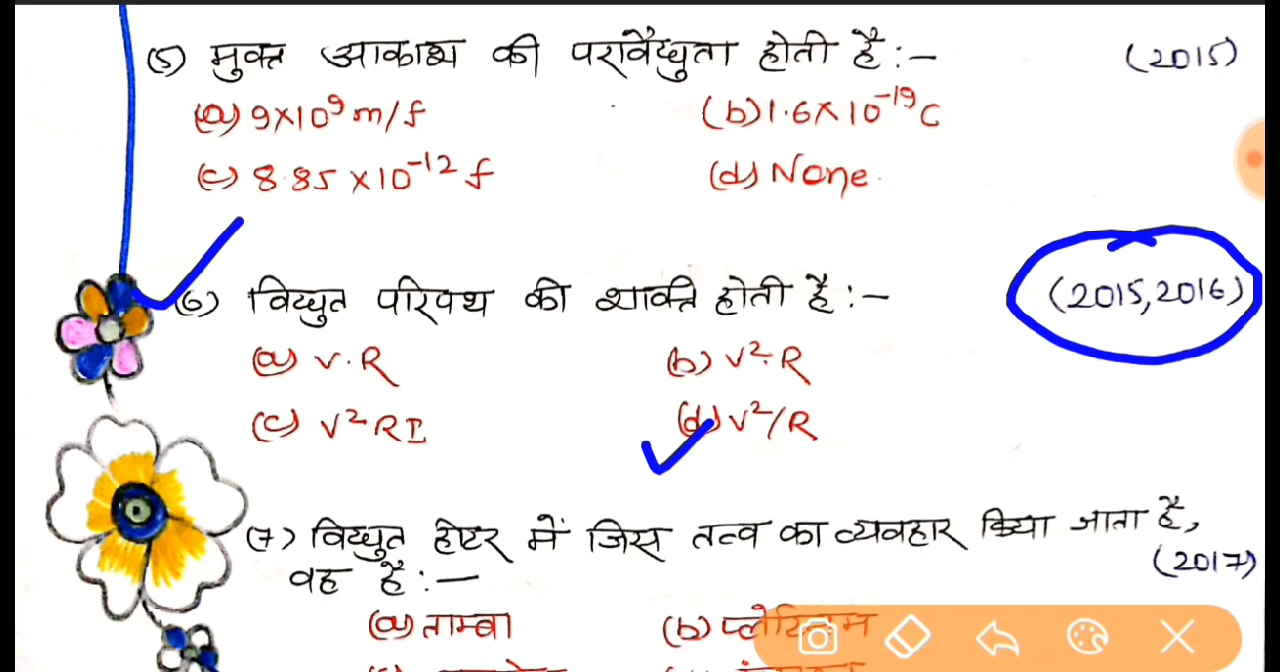 (5) मुक्त आकाश की परावैद्युता होती है:- (2015)
(a) 9×10⁹ m/f (b) 1.6×10⁻¹⁹ C
(c) 8.85 ×10⁻¹² f (d) None
(6) विद्युत परिपथ की शक्ति होती है:- (2015,2016)
(a) V.R (b) V².R
(c) V²RI (d) V²/R
(7) विद्युत हीटर में जिस तत्व का व्यवहार किया जाता है,
वह है:- (2017)
(a) ताम्बा (b) प्लेटिनम